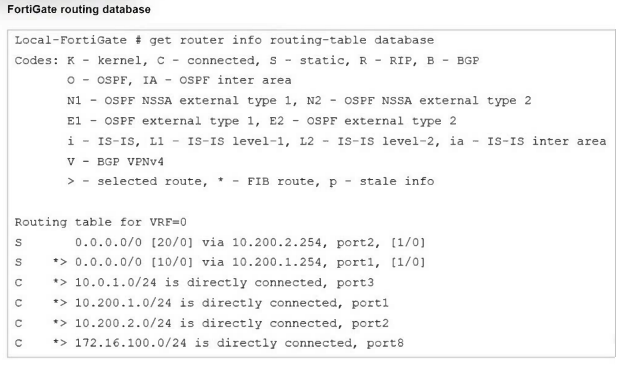 FortiGate routing database
Local-FortiGate # get router info routing-table database
Codes: K - kernel, C - connected, S - static, R - RIP, B - BGP
       O - OSPF, IA - OSPF inter area
       N1 - OSPF NSSA external type 1, N2 - OSPF NSSA external type 2
       E1 - OSPF external type 1, E2 - OSPF external type 2
       i - IS-IS, L1 - IS-IS level-1, L2 - IS-IS level-2, ia - IS-IS inter area
       V - BGP VPNv4
       > - selected route, * - FIB route, p - stale info
Routing table for VRF=0
S       0.0.0.0/0 [20/0] via 10.200.2.254, port2, [1/0]
S    *> 0.0.0.0/0 [10/0] via 10.200.1.254, port1, [1/0]
C    *> 10.0.1.0/24 is directly connected, port3
C    *> 10.200.1.0/24 is directly connected, port1
C    *> 10.200.2.0/24 is directly connected, port2
C    *> 172.16.100.0/24 is directly connected, port8